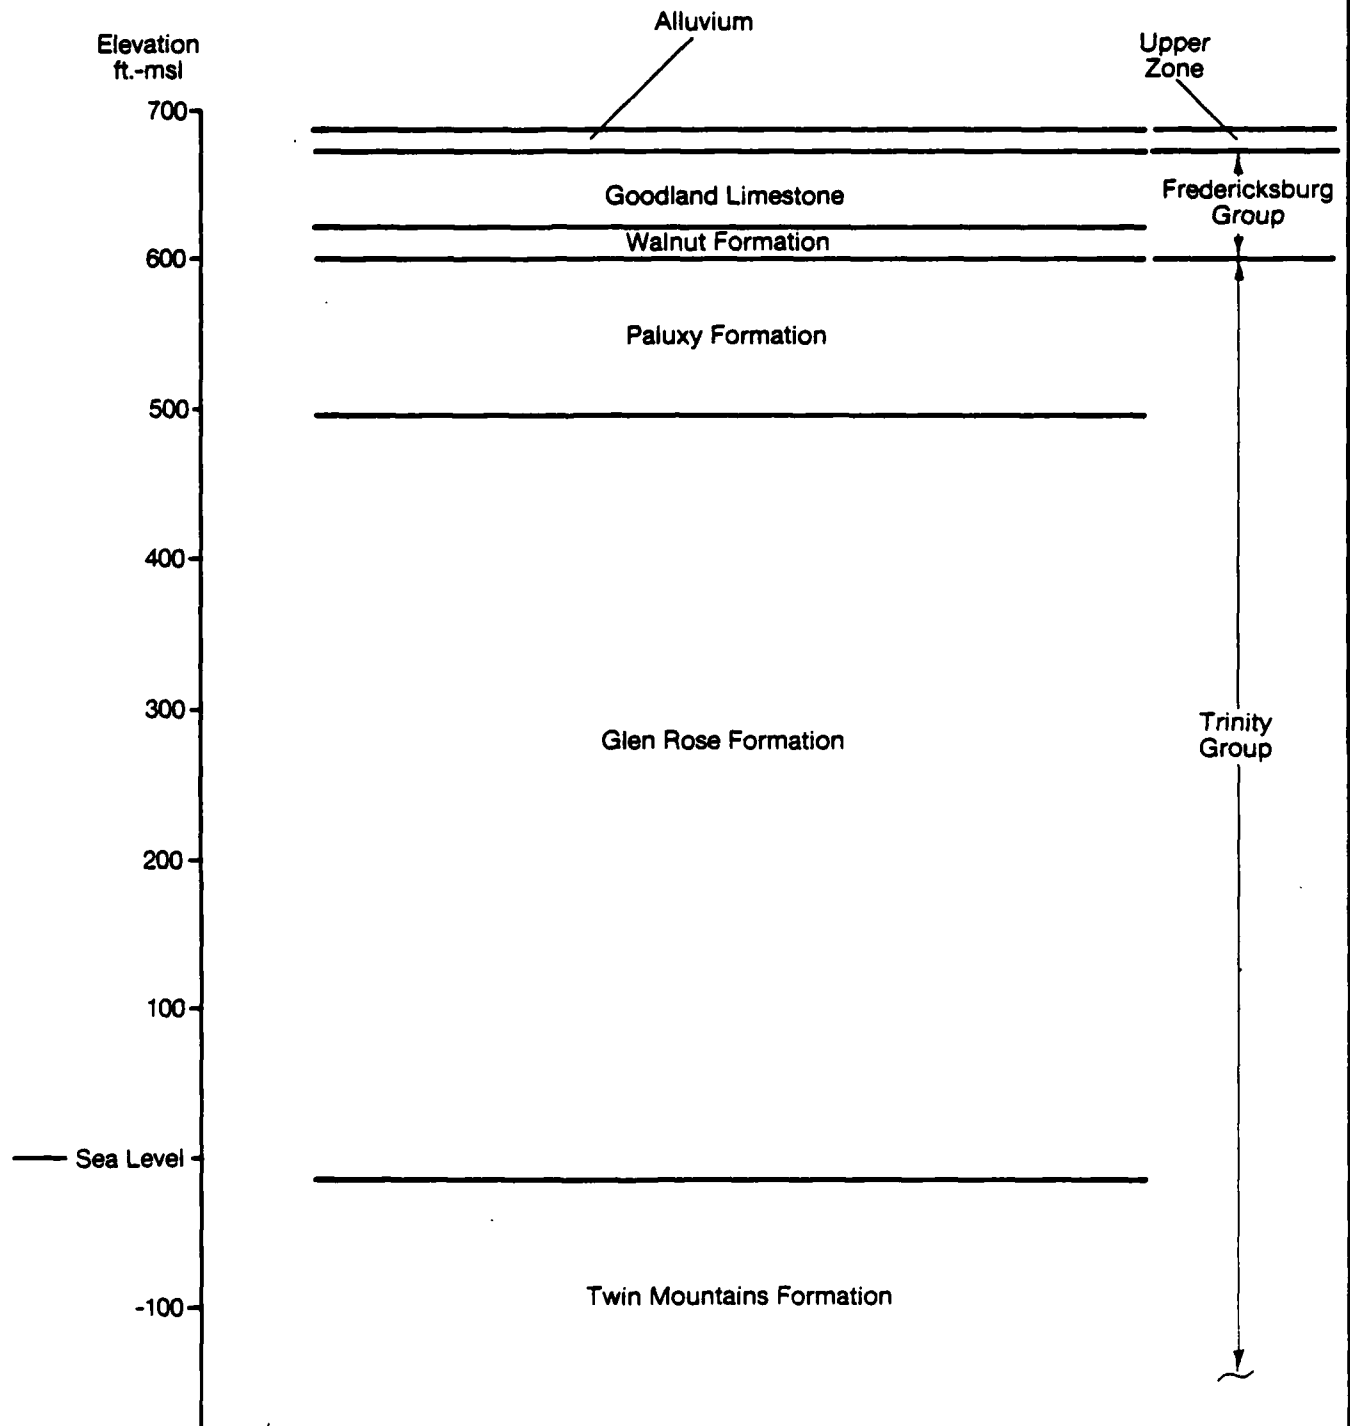 Alluvium
Elevation
ft.-msl
Upper
Zone
700
Goodland Limestone
Fredericksburg
Group
Walnut Formation
600
Paluxy Formation
500
400
300
Glen Rose Formation
Trinity
Group
200
100
Sea Level
Twin Mountains Formation
-100